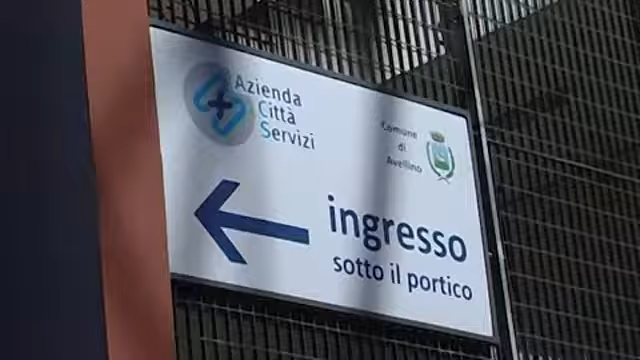 Azienda
Città
Servizi
Comune
di
Avellino
ingresso
sotto il portico